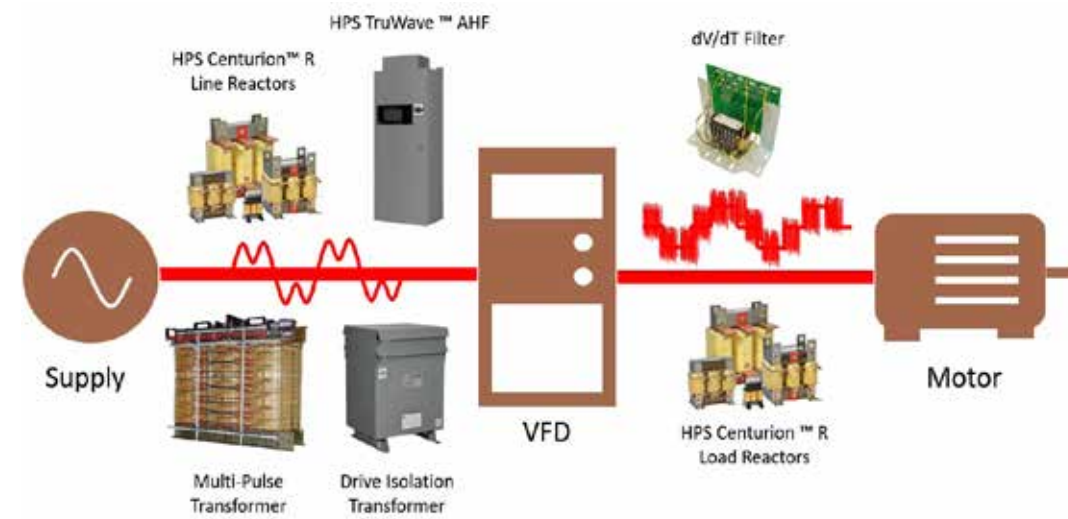 HPS TruWave ™ AHF
HPS Centurion™ R
Line Reactors
dV/dT Filter
Supply
VFD
Motor
Multi-Pulse
Transformer
Drive Isolation
Transformer
HPS Centurion ™ R
Load Reactors